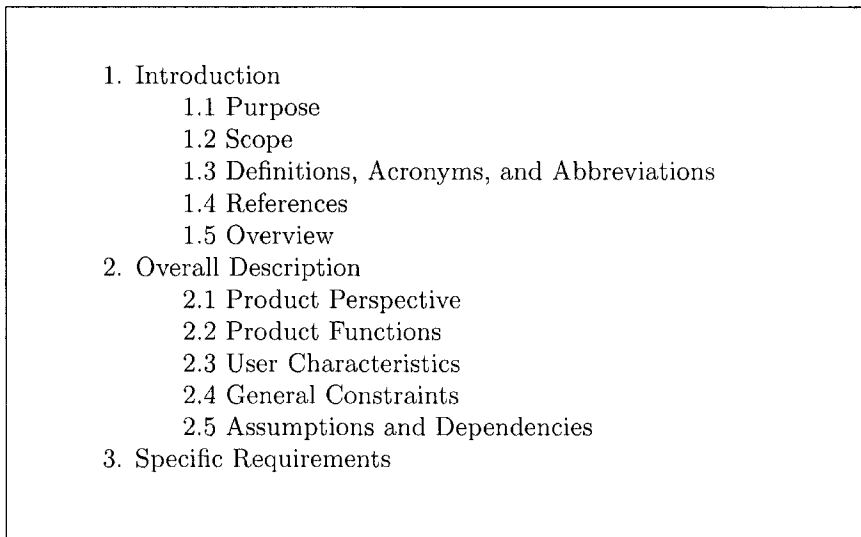 1. Introduction
1.1 Purpose
1.2 Scope
1.3 Definitions, Acronyms, and Abbreviations
1.4 References
1.5 Overview
2. Overall Description
2.1 Product Perspective
2.2 Product Functions
2.3 User Characteristics
2.4 General Constraints
2.5 Assumptions and Dependencies
3. Specific Requirements